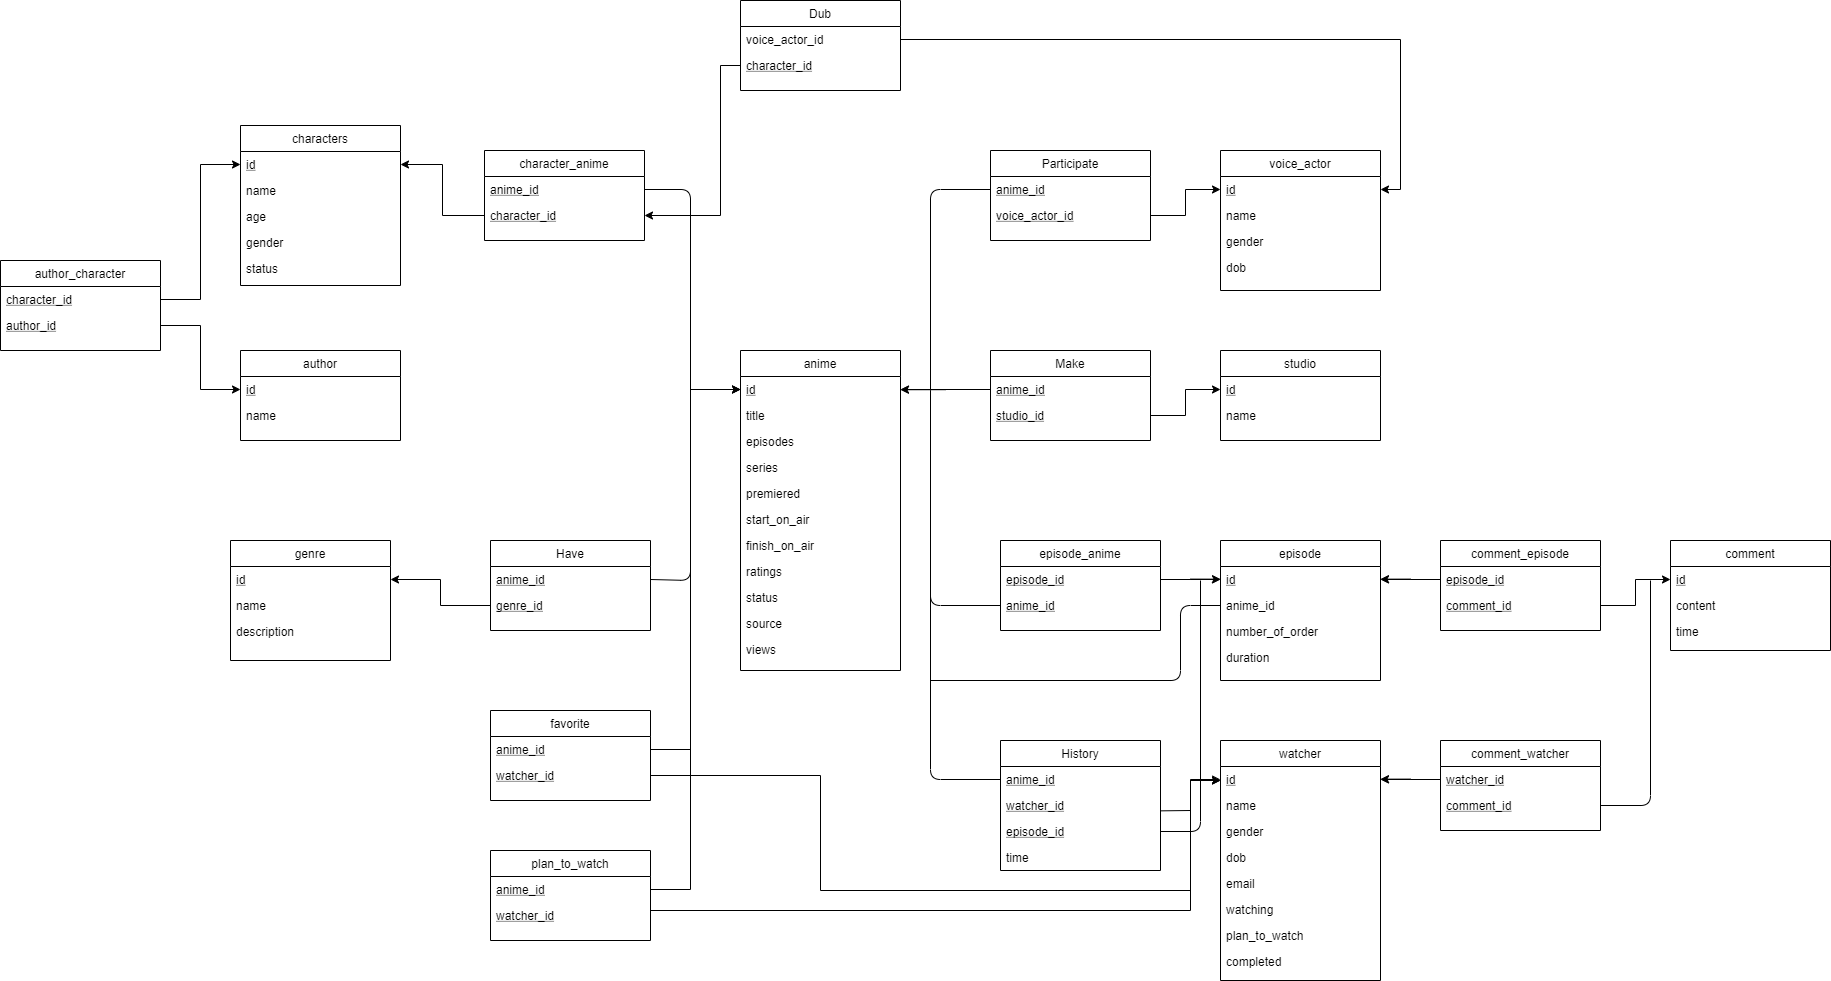 Dub
voice_actor_id
character_id
characters
id
name
age
gender
status
character_anime
anime_id
character_id
Participate
anime_id
voice_actor_id
voice_actor
id
name
gender
dob
author_character
character_id
author_id
author
id
name
anime
id
title
episodes
series
premiered
start_on_air
finish_on_air
ratings
status
source
views
Make
anime_id
studio_id
studio
id
name
genre
id
name
description
Have
anime_id
genre_id
episode_anime
episode_id
anime_id
episode
id
anime_id
number_of_order
duration
comment_episode
episode_id
comment_id
comment
id
content
time
favorite
anime_id
watcher_id
History
anime_id
watcher_id
episode_id
time
watcher
id
name
gender
dob
email
watching
plan_to_watch
completed
comment_watcher
watcher_id
comment_id
plan_to_watch
anime_id
watcher_id